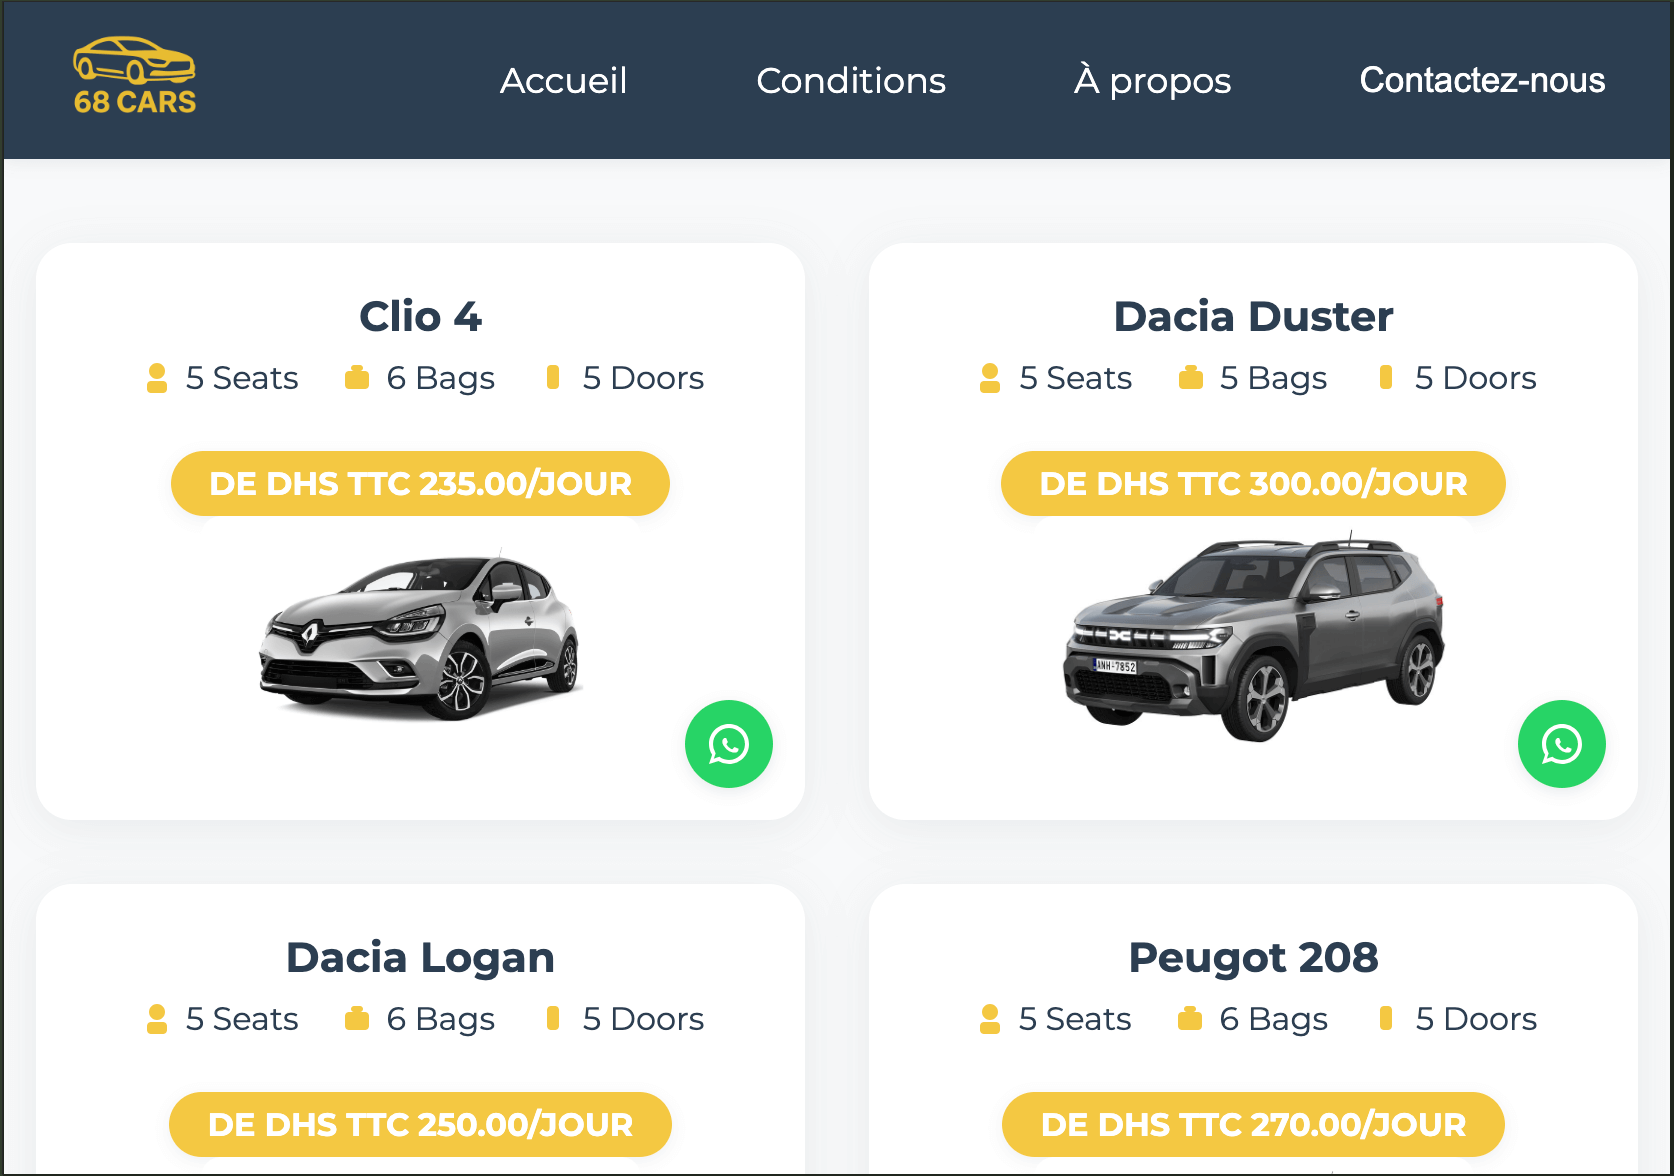 68 CARS
Accueil Conditions À propos Contactez-nous
Clio 4
5 Seats 6 Bags 5 Doors
DE DHS TTC 235.00/JOUR
Dacia Duster
5 Seats 5 Bags 5 Doors
DE DHS TTC 300.00/JOUR
ANH-7852
Dacia Logan
5 Seats 6 Bags 5 Doors
DE DHS TTC 250.00/JOUR
Peugot 208
5 Seats 6 Bags 5 Doors
DE DHS TTC 270.00/JOUR